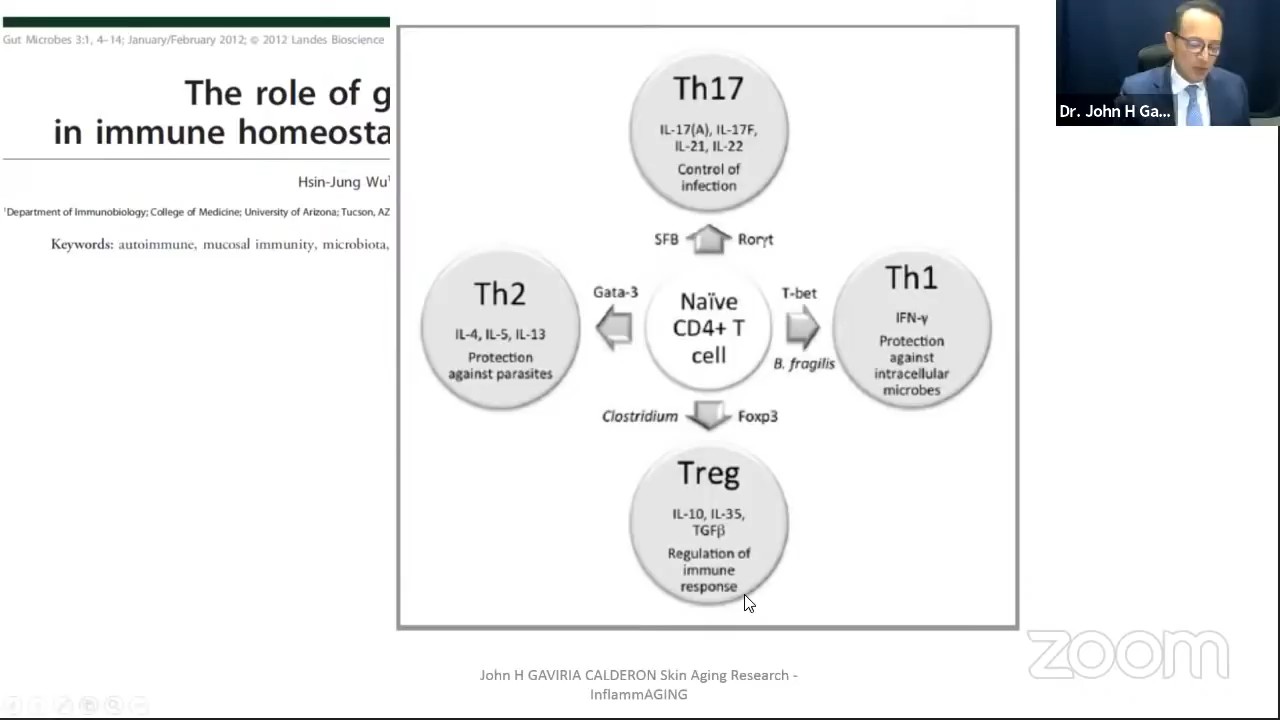 Gut Microbes 3:1, 4–14; January/February 2012; © 2012 Landes Bioscience
The role of g
in immune homeosta
Hsin-Jung Wu¹
¹Department of Immunobiology; College of Medicine; University of Arizona; Tucson, AZ
Keywords: autoimmune, mucosal immunity, microbiota,
Th17
IL-17(A), IL-17F,
IL-21, IL-22
Control of
infection
SFB
Rorγt
Th2
IL-4, IL-5, IL-13
Protection
against parasites
Gata-3
Naïve
CD4+ T
cell
T-bet
B. fragilis
Th1
IFN-γ
Protection
against
intracellular
microbes
Clostridium
Foxp3
Treg
IL-10, IL-35,
TGFβ
Regulation of
immune
response
Dr. John H Ga...
John H GAVIRIA CALDERON Skin Aging Research -
InflammAGING
zoom